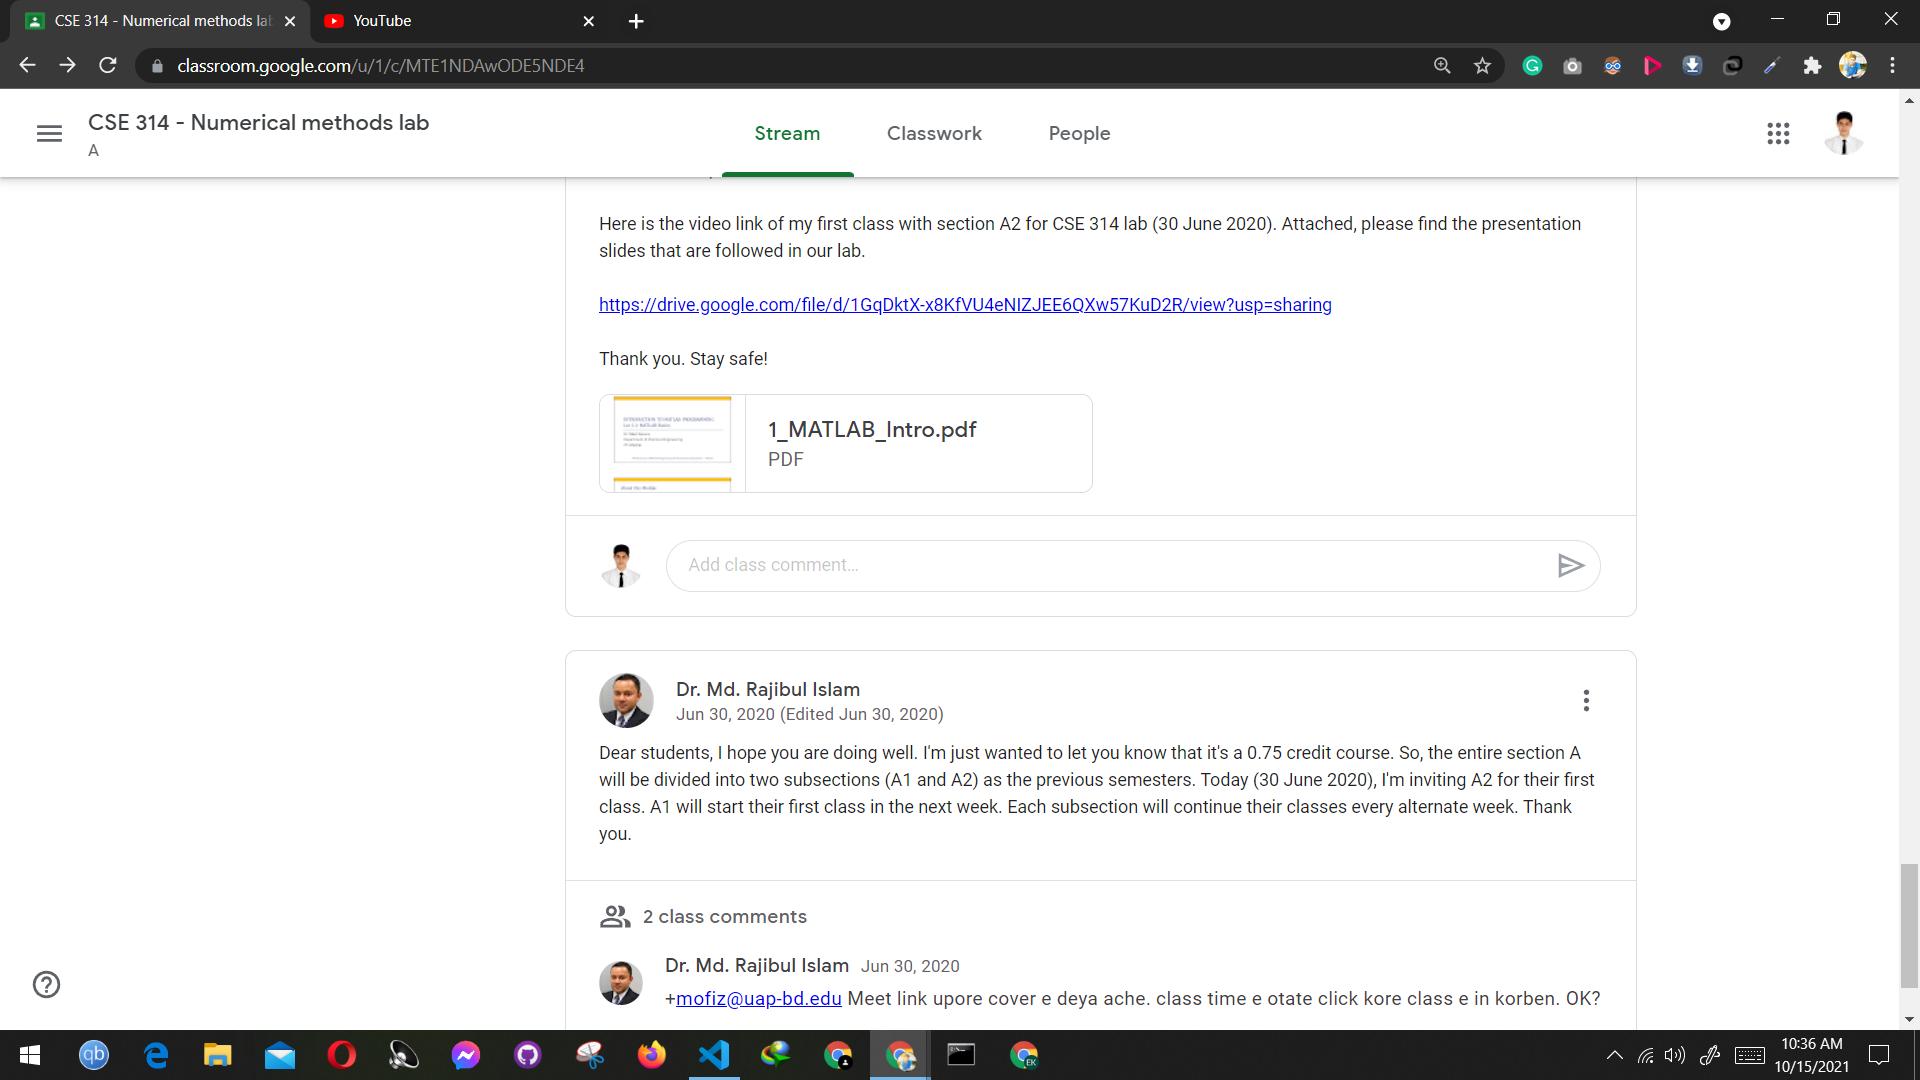 CSE 314 - Numerical methods la
YouTube
classroom.google.com/u/1/c/MTE1NDAwODE5NDE4
CSE 314 - Numerical methods lab
A
Stream
Classwork
People
Here is the video link of my first class with section A2 for CSE 314 lab (30 June 2020). Attached, please find the presentation
slides that are followed in our lab.
https://drive.google.com/file/d/1GqDktX-x8KfVU4eNIZJEE6QXw57KuD2R/view?usp=sharing
Thank you. Stay safe!
1_MATLAB_Intro.pdf
PDF
Add class comment...
Dr. Md. Rajibul Islam
Jun 30, 2020 (Edited Jun 30, 2020)
Dear students, I hope you are doing well. I'm just wanted to let you know that it's a 0.75 credit course. So, the entire section A
will be divided into two subsections (A1 and A2) as the previous semesters. Today (30 June 2020), I'm inviting A2 for their first
class. A1 will start their first class in the next week. Each subsection will continue their classes every alternate week. Thank
you.
2 class comments
Dr. Md. Rajibul Islam Jun 30, 2020
+mofiz@uap-bd.edu Meet link upore cover e deya ache. class time e otate click kore class e in korben. OK?
qb
EK
10:36 AM
10/15/2021